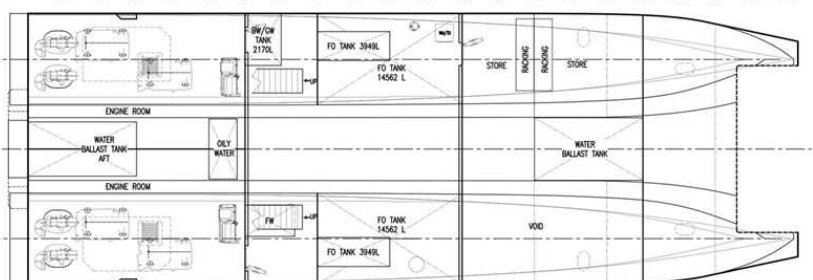 BW/GW
TANK
2170L
FO TANK 3949L
FO TANK
14562 L
UP
STORE
RACKING
RACKING
STORE
ENGINE ROOM
WATER
BALLAST TANK
AFT
OILY
WATER
WATER
BALLAST TANK
ENGINE ROOM
FW
UP
FO TANK
14562 L
VOID
FO TANK 3949L